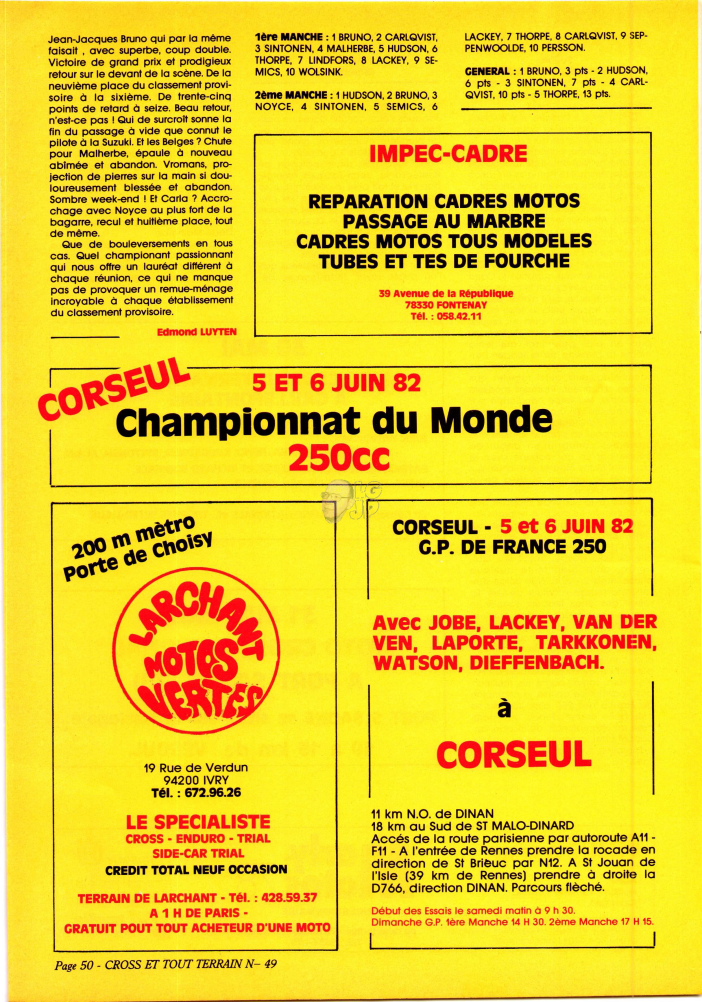 Jean-Jacques Bruno qui par la même
faisait , avec superbe, coup double.
Victoire de grand prix et prodigieux
retour sur le devant de la scène. De la
neuvième place du classement provi-
soire à la sixième. De trente-cinq
points de retard à seize. Beau retour,
n'est-ce pas ! Qui de surcroît sonne la
fin du passage à vide que connut le
pilote à la Suzuki. Et les Belges ? Chute
pour Malherbe, épaule à nouveau
abîmée et abandon. Vromans, pro-
jection de pierres sur la main si dou-
loureusement blessée et abandon.
Sombre week-end ! Et Carla ? Accro-
chage avec Noyce au plus fort de la
bagarre, recul et huitième place, tout
de même.
Que de bouleversements en tous
cas. Quel championant passionnant
qui nous offre un lauréat différent à
chaque réunion, ce qui ne manque
pas de provoquer un remue-ménage
incroyable à chaque établissement
du classement provisoire.
Edmond LUYTEN
1ère MANCHE : 1 BRUNO, 2 CARLQVIST,
3 SINTONEN, 4 MALHERBE, 5 HUDSON, 6
THORPE, 7 LINDFORS, 8 LACKEY, 9 SE-
MICS, 10 WOLSINK.
2ème MANCHE : 1 HUDSON, 2 BRUNO, 3
NOYCE, 4 SINTONEN, 5 SEMICS, 6
LACKEY, 7 THORPE, 8 CARLQVIST, 9 SEP-
PENWOOLDE, 10 PERSSON.
GENERAL : 1 BRUNO, 3 pts - 2 HUDSON,
6 pts - 3 SINTONEN, 7 pts - 4 CARL-
QVIST, 10 pts - 5 THORPE, 13 pts.
IMPEC-CADRE
REPARATION CADRES MOTOS
PASSAGE AU MARBRE
CADRES MOTOS TOUS MODELES
TUBES ET TES DE FOURCHE
39 Avenue de la République
78330 FONTENAY
Tél. : 058.42.11
CORSEUL
5 ET 6 JUIN 82
Championnat du Monde
250cc
200 m mètro
Porte de Choisy
LARCHANT
MOTOS
VERTES
19 Rue de Verdun
94200 IVRY
Tél. : 672.96.26
LE SPECIALISTE
CROSS - ENDURO - TRIAL
SIDE-CAR TRIAL
CREDIT TOTAL NEUF OCCASION
TERRAIN DE LARCHANT - Tél. : 428.59.37
A 1 H DE PARIS -
GRATUIT POUT TOUT ACHETEUR D'UNE MOTO
CORSEUL - 5 et 6 JUIN 82
G.P. DE FRANCE 250
Avec JOBE, LACKEY, VAN DER
VEN, LAPORTE, TARKKONEN,
WATSON, DIEFFENBACH.
à
CORSEUL
11 km N.O. de DINAN
18 km au Sud de ST MALO-DINARD
Accés de la route parisienne par autoroute A11 -
F11 - A l'entrée de Rennes prendre la rocade en
direction de St Brieuc par N12. A St Jouan de
l'Isle (39 km de Rennes) prendre à droite la
D766, direction DINAN. Parcours flèché.
Début des Essais le samedi matin à 9 h 30.
Dimanche G.P. 1ère Manche 14 H 30. 2ème Manche 17 H 15.
Page 50 - CROSS ET TOUT TERRAIN N– 49